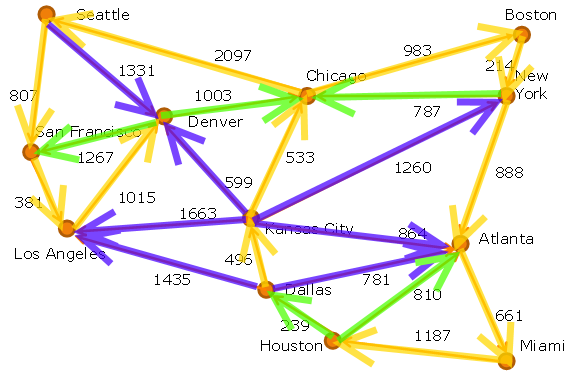 Boston
Seattle
983
2097
214
Chicago
New
York
1331
1003
807
787
Denver
San Francisco
1267
533
1260
888
599
1015
381
1663
Kansas City
864
Atlanta
Los Angeles
496
1435
781
Dallas
810
661
239
1187
Houston
Miami